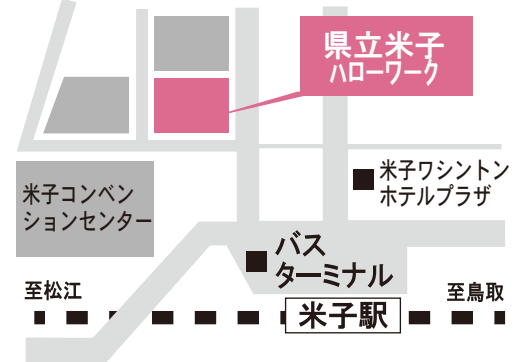 県立米子
ハローワーク
米子ワシントン
ホテルプラザ
米子コンベン
ションセンター
バス
ターミナル
至松江
至鳥取
米子駅